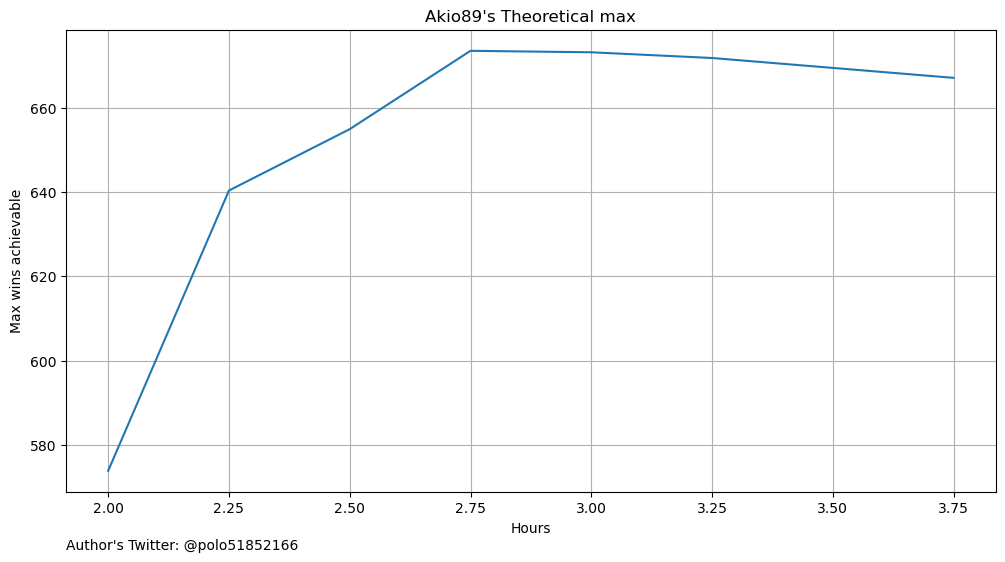 Akio89's Theoretical max
Max wins achievable
660
640
620
600
580
2.00 2.25 2.50 2.75 3.00 3.25 3.50 3.75
Hours
Author's Twitter: @polo51852166